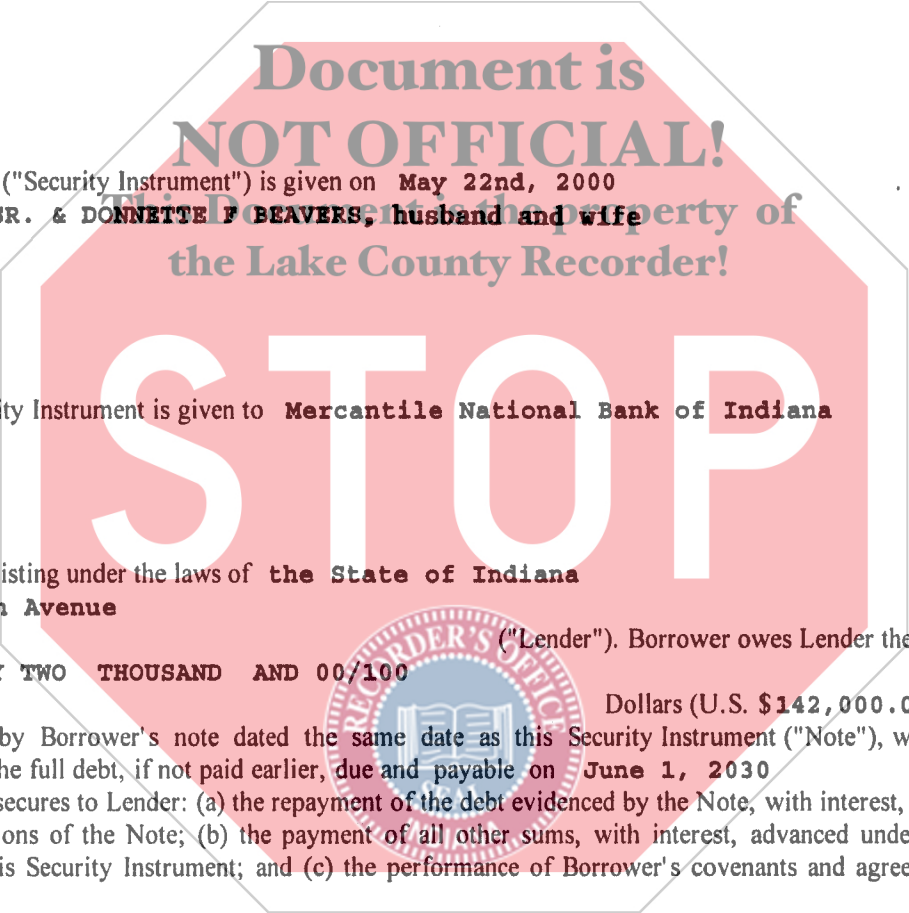 Document is
NOT OFFICIAL!
("Security Instrument") is given on May 22nd, 2000
This Document is the property of
SR. & DONNETTE F BEAVERS, husband and wife
the Lake County Recorder!
STOP
ity Instrument is given to Mercantile National Bank of Indiana
isting under the laws of the State of Indiana
Avenue
("Lender"). Borrower owes Lender the
TWO THOUSAND AND 00/100
Dollars (U.S. $142,000.0
by Borrower's note dated the same date as this Security Instrument ("Note"), w
he full debt, if not paid earlier, due and payable on June 1, 2030
secures to Lender: (a) the repayment of the debt evidenced by the Note, with interest,
ons of the Note; (b) the payment of all other sums, with interest, advanced unde
is Security Instrument; and (c) the performance of Borrower's covenants and agree
RECORDER'S OFFICE
SEAL
INDIANA